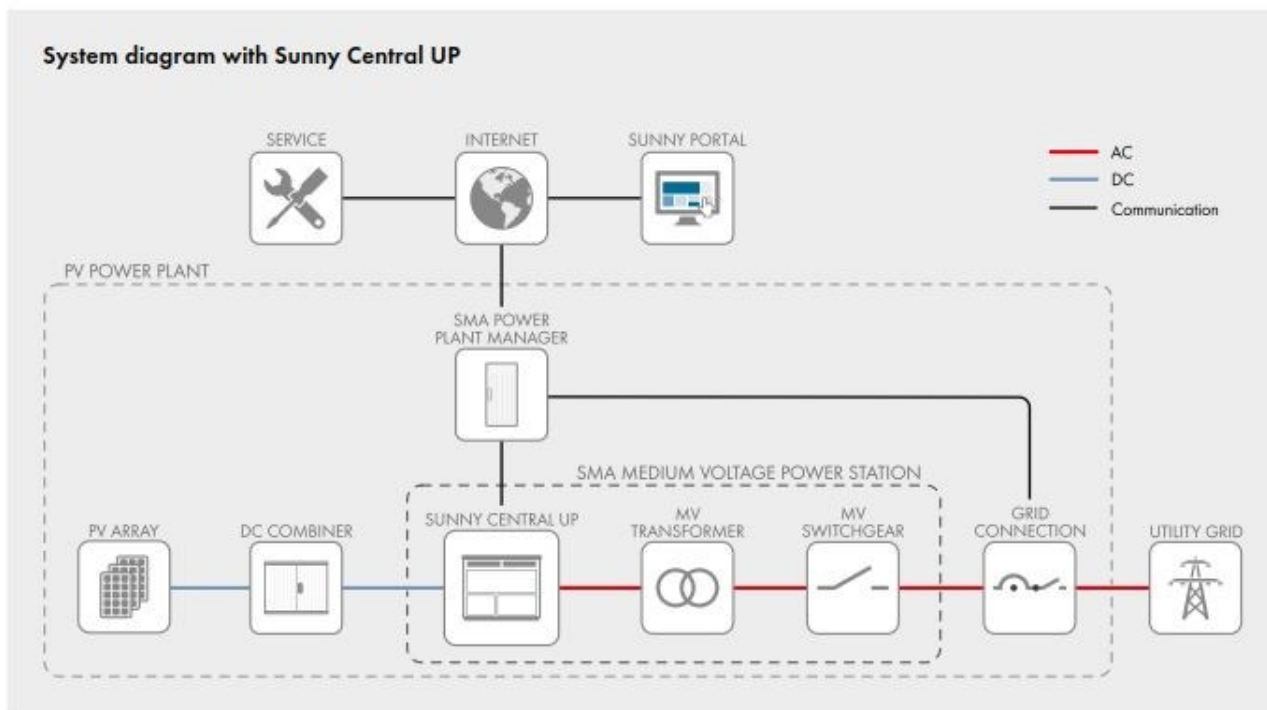 System diagram with Sunny Central UP
SERVICE
INTERNET
SUNNY PORTAL
AC
DC
Communication
PV POWER PLANT
SMA POWER
PLANT MANAGER
SMA MEDIUM VOLTAGE POWER STATION
PV ARRAY
DC COMBINER
SUNNY CENTRAL UP
MV
TRANSFORMER
MV
SWITCHGEAR
GRID
CONNECTION
UTILITY GRID